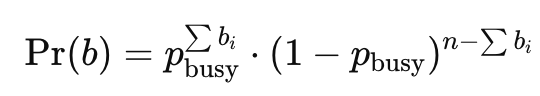 Pr(b) = p_busy^{∑ b_i} · (1 − p_busy)^{n−∑ b_i}